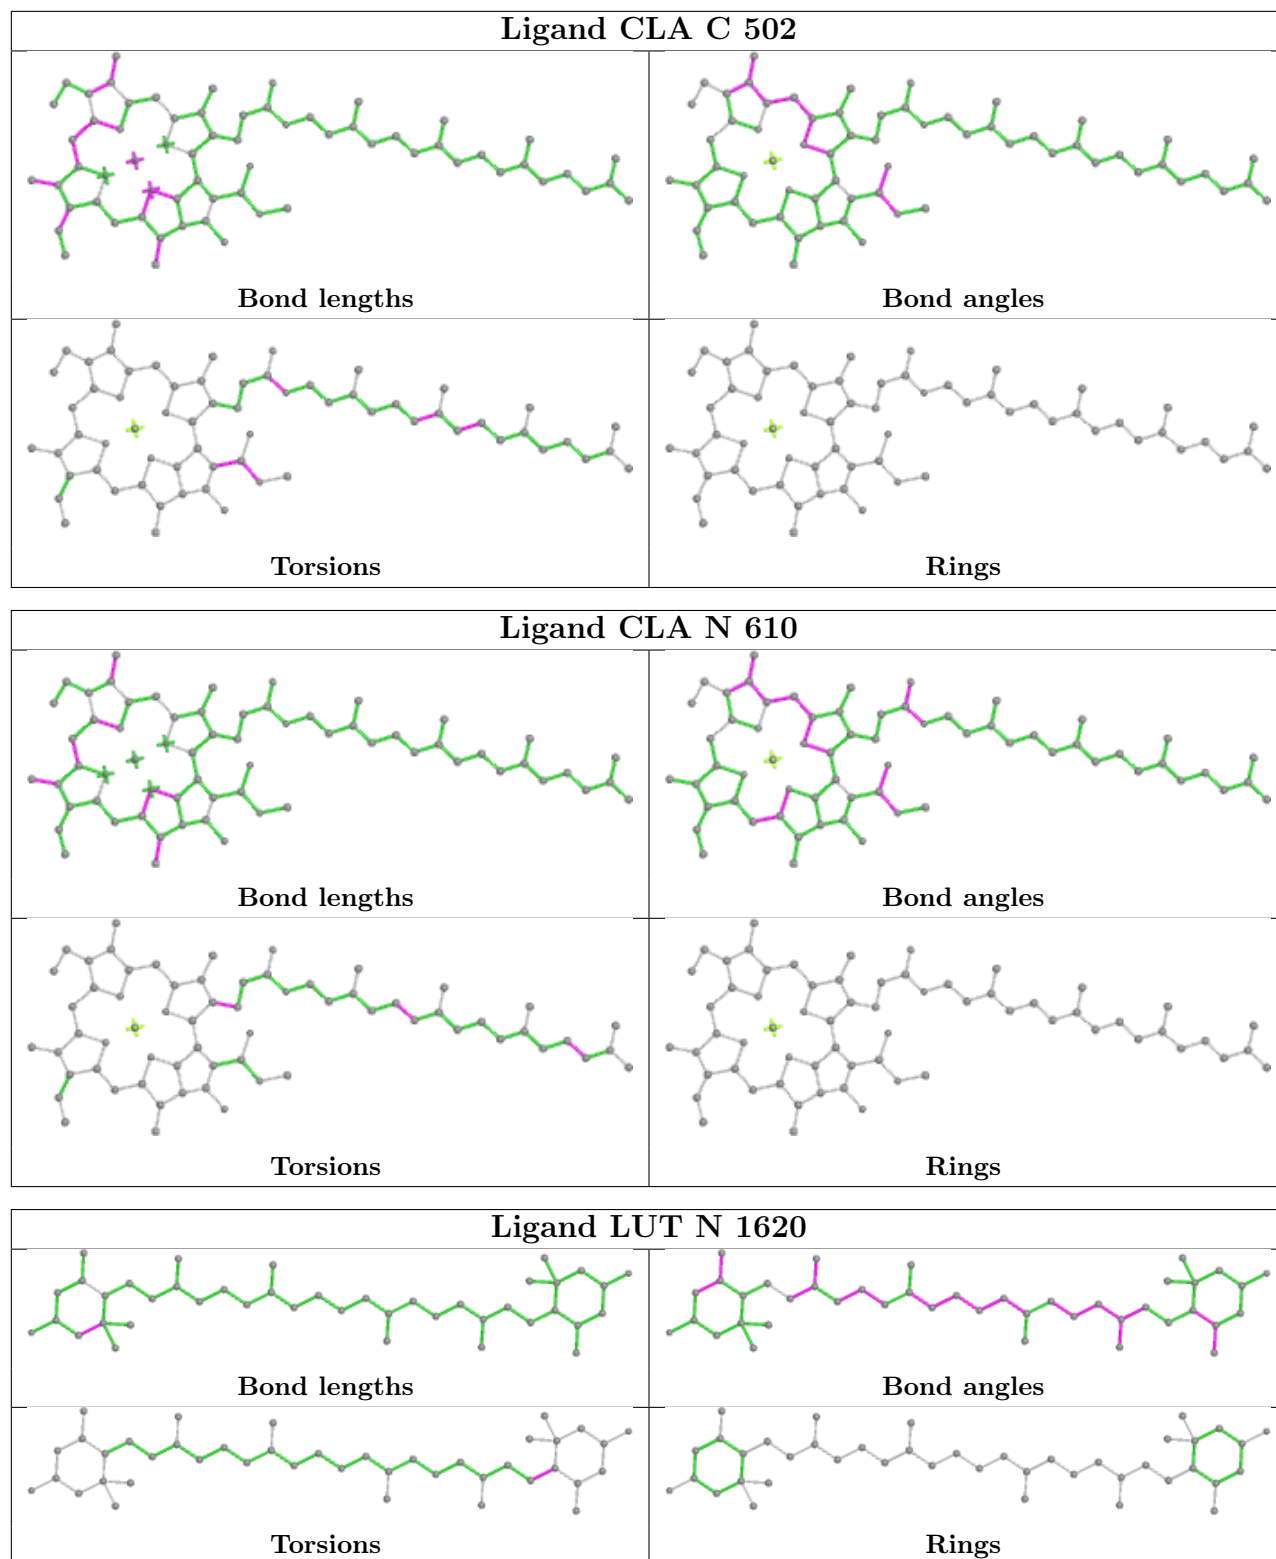 Ligand CLA C 502
Bond lengths
Bond angles
Torsions
Rings
Ligand CLA N 610
Bond lengths
Bond angles
Torsions
Rings
Ligand LUT N 1620
Bond lengths
Bond angles
Torsions
Rings